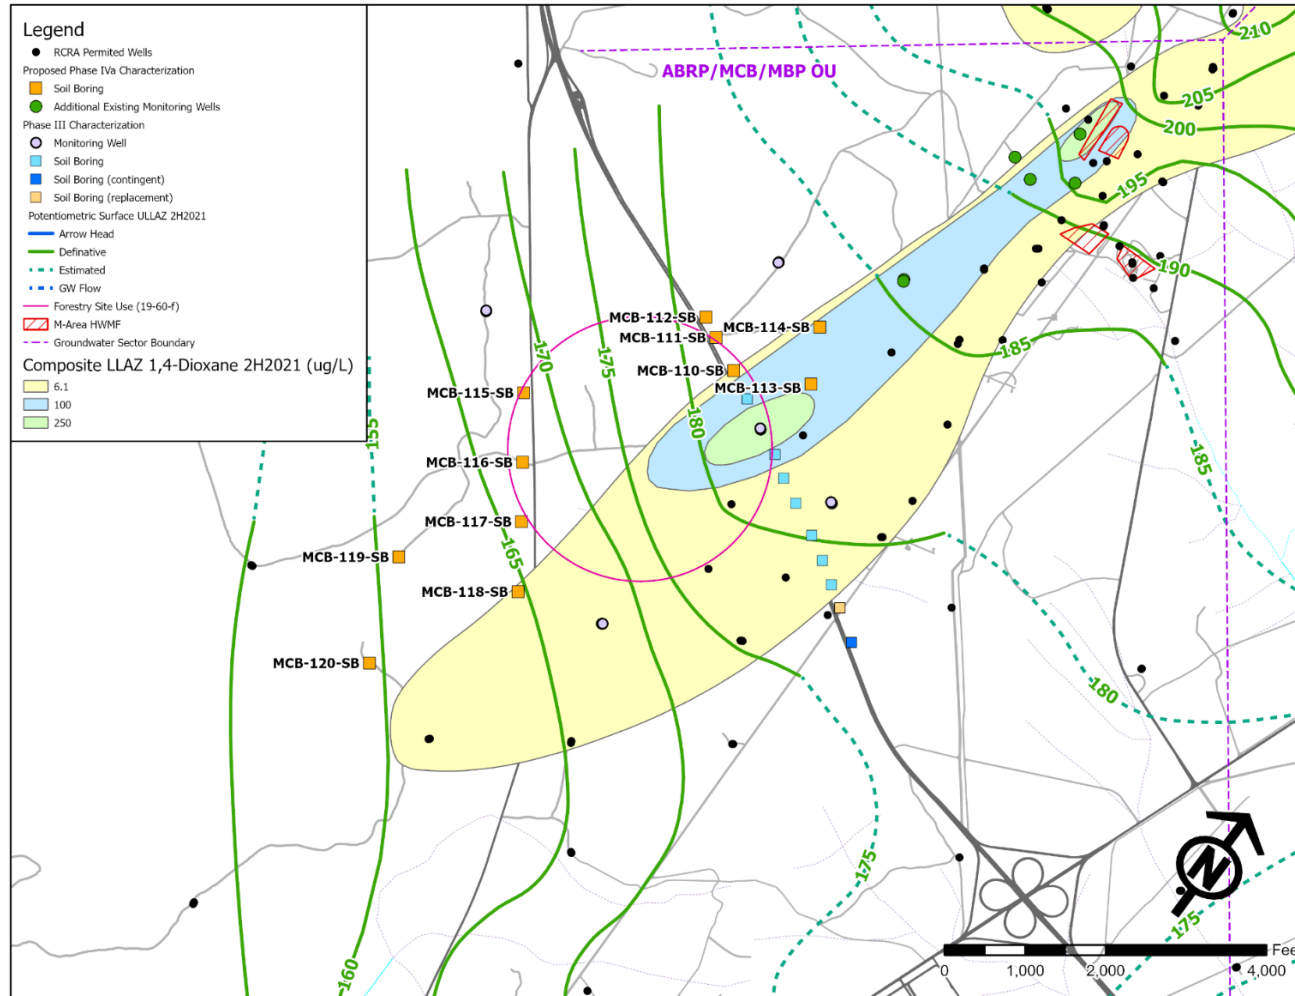 Legend
RCRA Permited Wells
Proposed Phase IVa Characterization
Soil Boring
Additional Existing Monitoring Wells
Phase III Characterization
Monitoring Well
Soil Boring
Soil Boring (contingent)
Soil Boring (replacement)
Potentiometric Surface ULLAZ 2H2021
Arrow Head
Definative
Estimated
GW Flow
Forestry Site Use (19-60-f)
M-Area HWMF
Groundwater Sector Boundary
Composite LLAZ 1,4-Dioxane 2H2021 (ug/L)
6.1
100
250
ABRP/MCB/MBP OU
210
205
200
195
190
185
MCB-112-SB
MCB-114-SB
MCB-111-SB
MCB-110-SB
MCB-113-SB
MCB-115-SB
170
175
180
155
MCB-116-SB
185
MCB-117-SB
165
MCB-119-SB
MCB-118-SB
MCB-120-SB
180
175
N
175
160
Fee
0 1,000 2,000 4,000